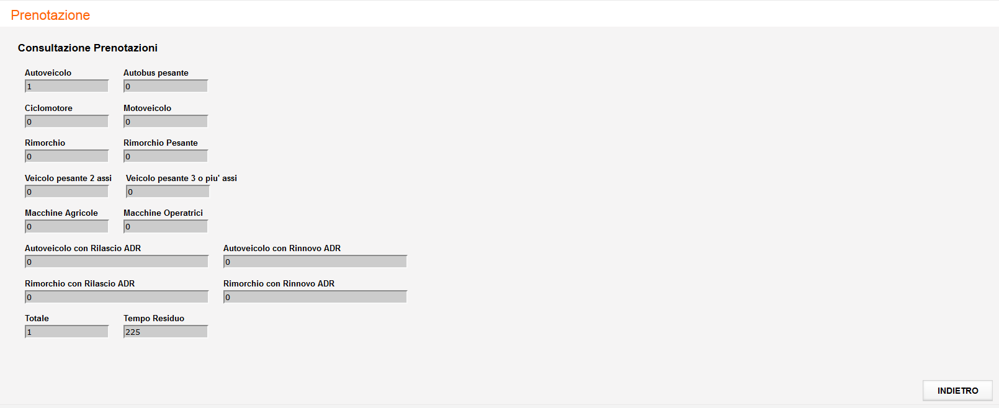 Prenotazione
Consultazione Prenotazioni
Autoveicolo Autobus pesante
1 0
Ciclomotore Motoveicolo
0 0
Rimorchio Rimorchio Pesante
0 0
Veicolo pesante 2 assi Veicolo pesante 3 o piu' assi
0 0
Macchine Agricole Macchine Operatrici
0 0
Autoveicolo con Rilascio ADR Autoveicolo con Rinnovo ADR
0 0
Rimorchio con Rilascio ADR Rimorchio con Rinnovo ADR
0 0
Totale Tempo Residuo
1 225
INDIETRO